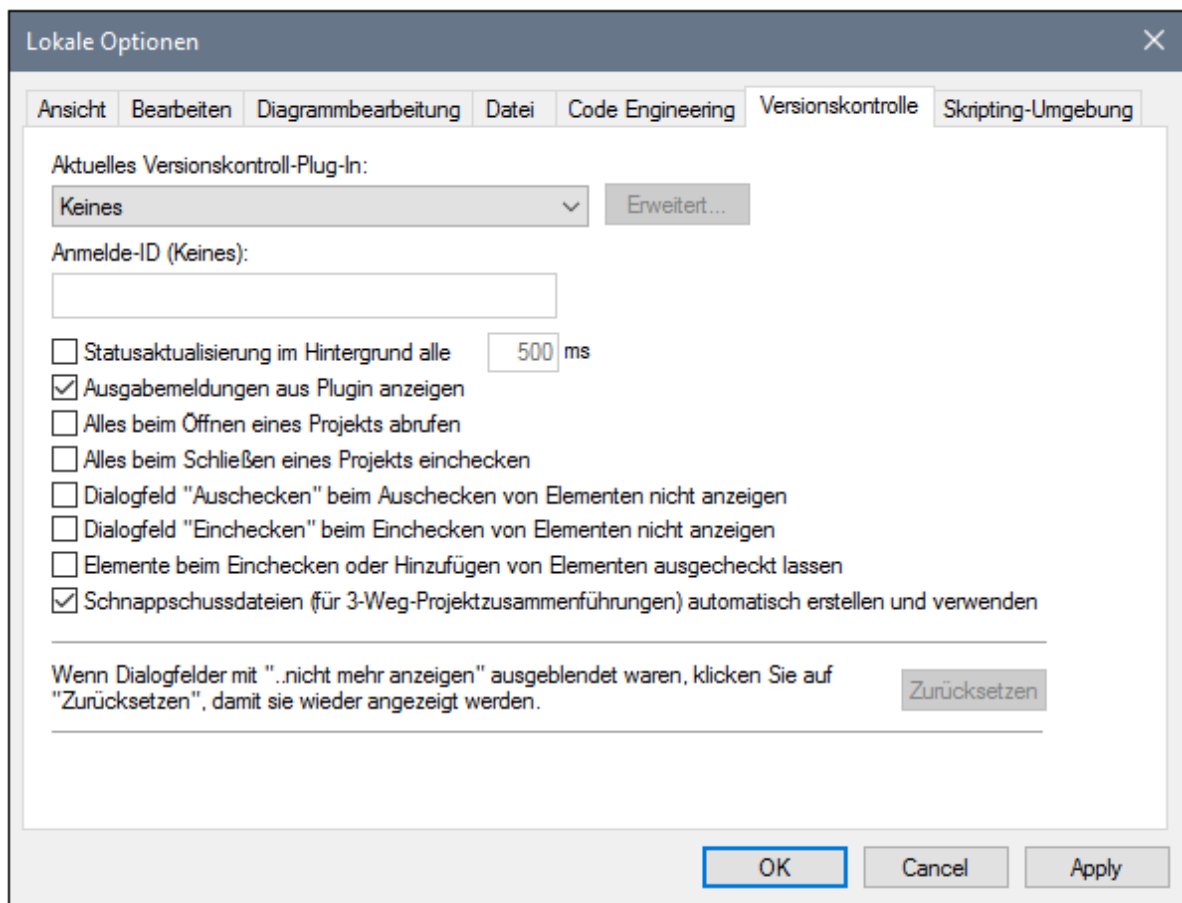 Lokale Optionen
Ansicht Bearbeiten Diagrammbearbeitung Datei Code Engineering Versionskontrolle Skripting-Umgebung
Aktuelles Versionskontroll-Plug-In:
Keines Erweitert...
Anmelde-ID (Keines):
Statusaktualisierung im Hintergrund alle 500 ms
Ausgabemeldungen aus Plugin anzeigen
Alles beim Öffnen eines Projekts abrufen
Alles beim Schließen eines Projekts einchecken
Dialogfeld "Auschecken" beim Auschecken von Elementen nicht anzeigen
Dialogfeld "Einchecken" beim Einchecken von Elementen nicht anzeigen
Elemente beim Einchecken oder Hinzufügen von Elementen ausgecheckt lassen
Schnappschussdateien (für 3-Weg-Projektzusammenführungen) automatisch erstellen und verwenden
Wenn Dialogfelder mit "..nicht mehr anzeigen" ausgeblendet waren, klicken Sie auf
"Zurücksetzen", damit sie wieder angezeigt werden.
Zurücksetzen
OK Cancel Apply